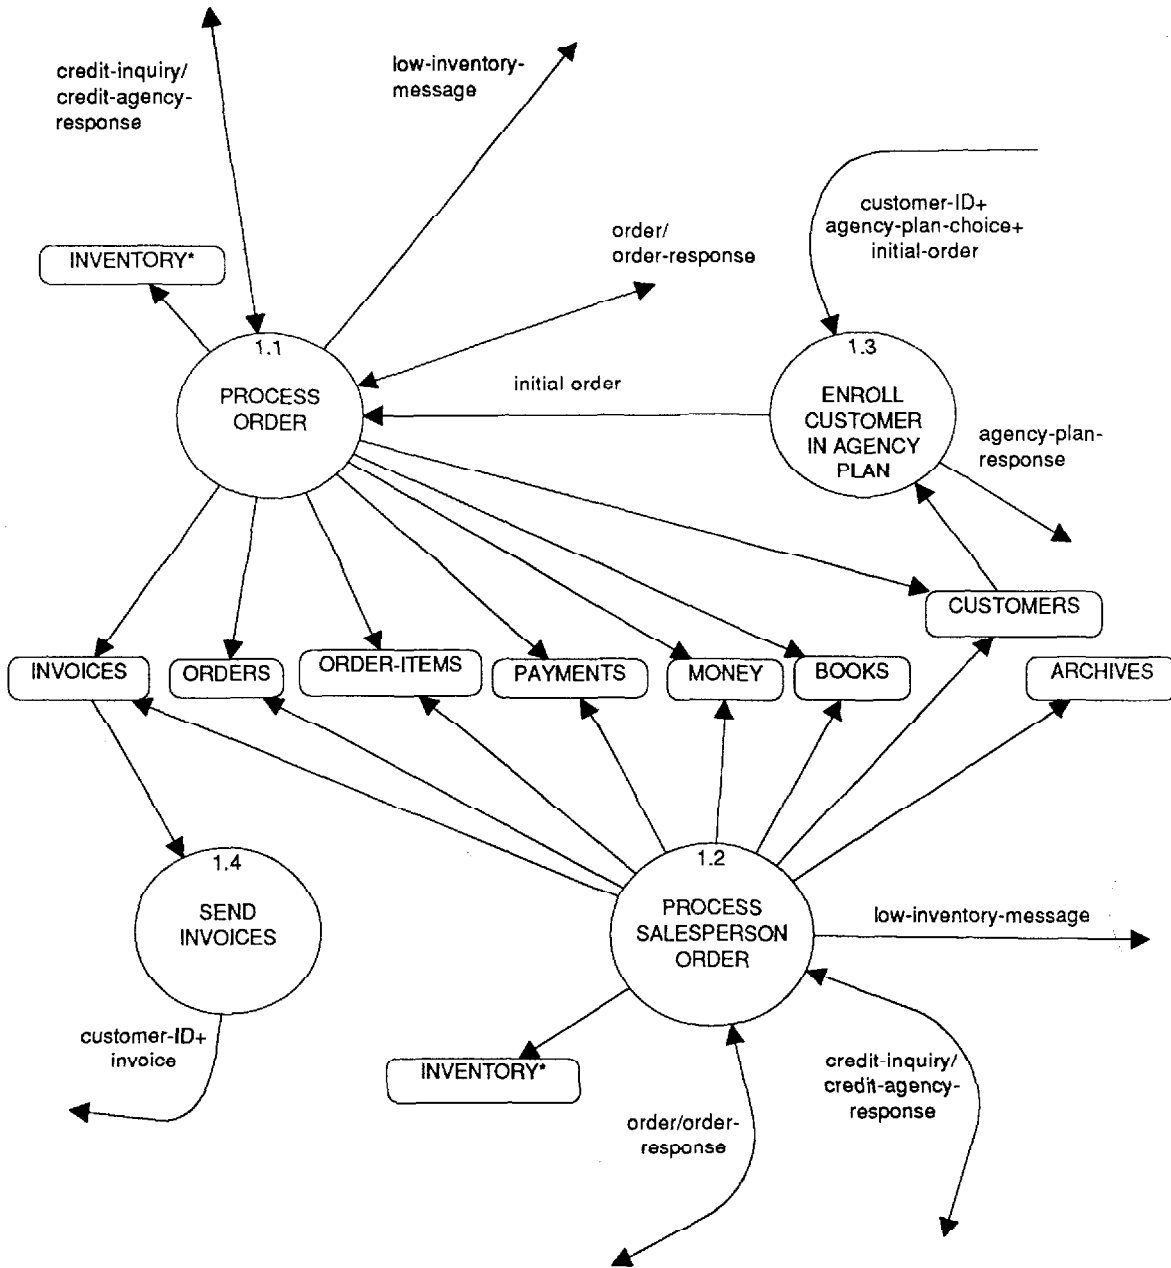 credit-inquiry/
credit-agency-
response
low-inventory-
message
customer-ID+
agency-plan-choice+
initial-order
order/
order-response
INVENTORY*
1.1
PROCESS
ORDER
initial order
1.3
ENROLL
CUSTOMER
IN AGENCY
PLAN
agency-plan-
response
CUSTOMERS
INVOICES
ORDERS
ORDER-ITEMS
PAYMENTS
MONEY
BOOKS
ARCHIVES
1.4
SEND
INVOICES
1.2
PROCESS
SALESPERSON
ORDER
low-inventory-message
customer-ID+
invoice
INVENTORY*
order/order-
response
credit-inquiry/
credit-agency-
response